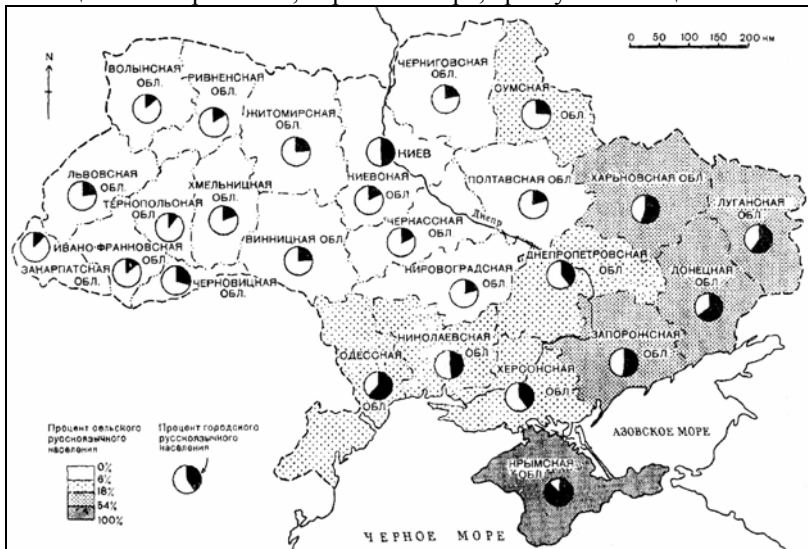 N
0 50 100 150 200 КМ
ВОЛЫНСКАЯ
ОБЛ.
РИВНЕНСКАЯ
ОБЛ.
ЖИТОМИРСКАЯ
ОБЛ.
ЧЕРНИГОВСКАЯ
ОБЛ.
СУМСКАЯ
ОБЛ.
КИЕВ
КИЕВСКАЯ
ОБЛ
ЛЬВОВСКАЯ
ОБЛ.
ТЕРНОПОЛЬСКАЯ
ОБЛ
ХМЕЛЬНИЦКАЯ
ОБЛ.
ПОЛТАВСКАЯ ОБЛ
ХАРЬКОВСКАЯ ОБЛ
ЛУГАНСКАЯ
ОБЛ
Днепр
ЧЕРКАССКАЯ
ОБЛ
ВИННИЦКАЯ ОБЛ
ИВАНО-ФРАНКОВСКАЯ
ОБЛ
ЗАКАРПАТСКАЯ
ОБЛ.
ЧЕРНОВИЦКАЯ
ОБЛ.
КИРОВОГРАДСКАЯ
ОБЛ
ДНЕПРОПЕТРОВСКАЯ
ОБЛ
ДОНЕЦКАЯ
ОБЛ
ЗАПОРОЖСКАЯ
ОБЛ
НИКОЛАЕВСКАЯ
ОБЛ
ОДЕССКАЯ
ОБЛ
ХЕРСОНСКАЯ
ОБЛ
КРЫМСКАЯ
ОБЛ
АЗОВСКОЕ МОРЕ
ЧЕРНОЕ МОРЕ
Процент сельского
русскоязычного
населения
0%
6%
18%
54%
100%
Процент городского
русскоязычного
населения